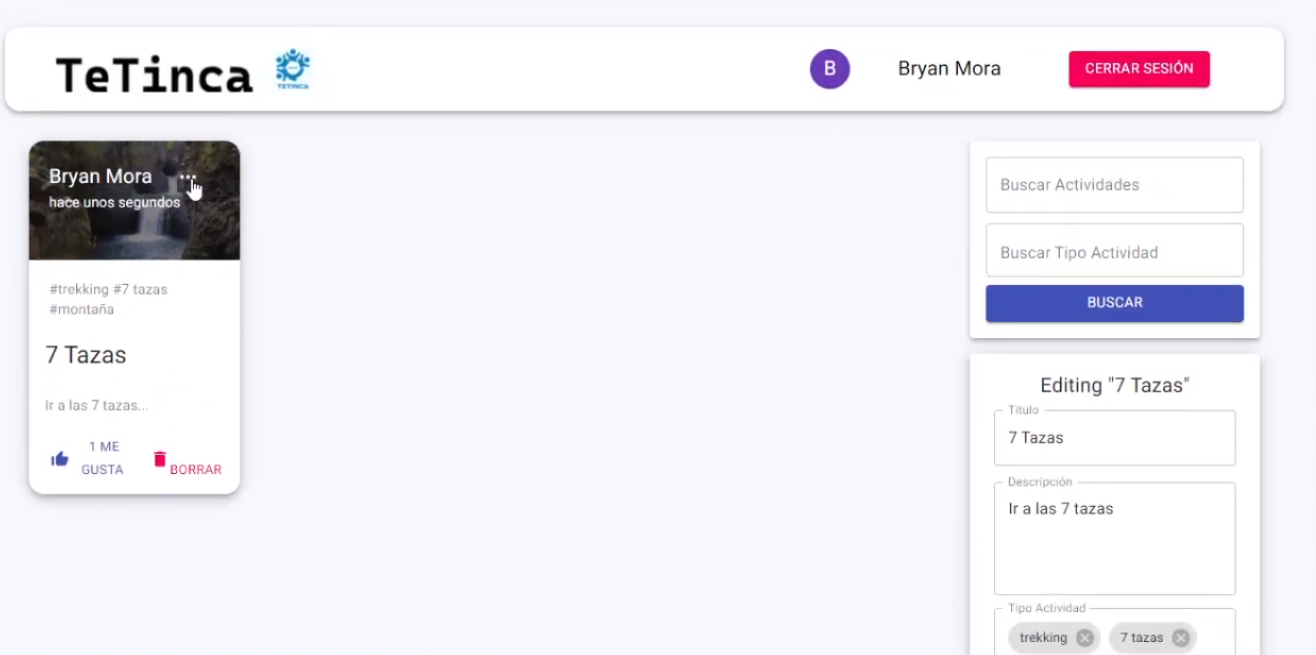 TeTinca
TETINCA
B
Bryan Mora
CERRAR SESIÓN
Bryan Mora
...
hace unos segundos
#trekking #7 tazas
#montaña
7 Tazas
Ir a las 7 tazas...
1 ME
GUSTA
BORRAR
Buscar Actividades
Buscar Tipo Actividad
BUSCAR
Editing "7 Tazas"
Título
7 Tazas
Descripción
Ir a las 7 tazas
Tipo Actividad
trekking
7 tazas